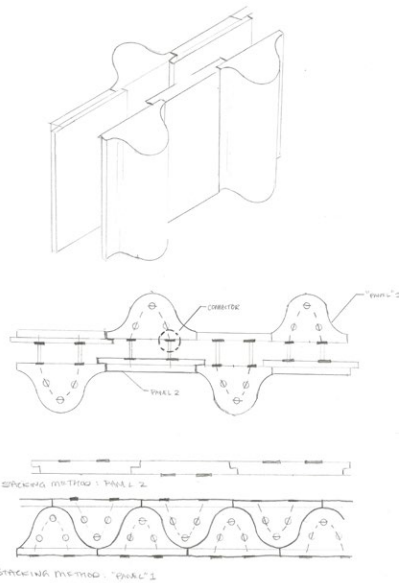 CONNECTOR
"PANEL" 1
PANEL 2
STACKING METHOD : PANEL 2
STACKING METHOD : "PANEL" 1